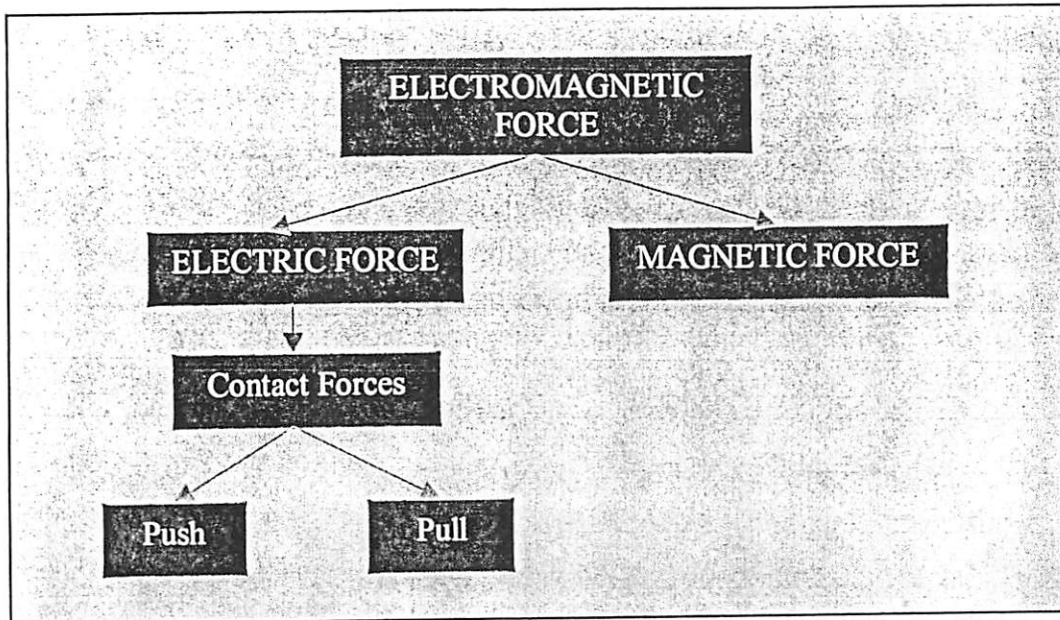 ELECTROMAGNETIC
FORCE
ELECTRIC FORCE
MAGNETIC FORCE
Contact Forces
Push
Pull